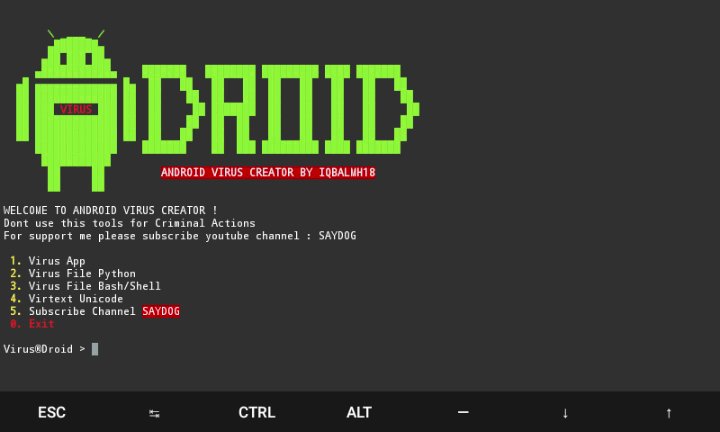 DROID
VIRUS
ANDROID VIRUS CREATOR BY IQBALMH18
WELCOME TO ANDROID VIRUS CREATOR !
Dont use this tools for Criminal Actions
For support me please subscribe youtube channel : SAYDOG
1. Virus App
2. Virus File Python
3. Virus File Bash/Shell
4. Virtext Unicode
5. Subscribe Channel SAYDOG
0. Exit
Virus®Droid >
ESC ↹ CTRL ALT — ↓ ↑